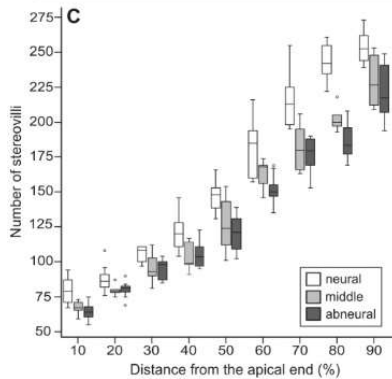 C
275
250
225
200
175
150
125
100
75
50
Number of stereovilli
neural
middle
abneural
10 20 30 40 50 60 70 80 90
Distance from the apical end (%)